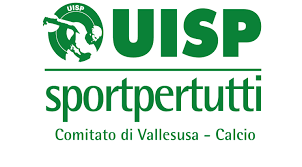 UISP
UISP
sportpertutti
Comitato di Vallesusa - Calcio